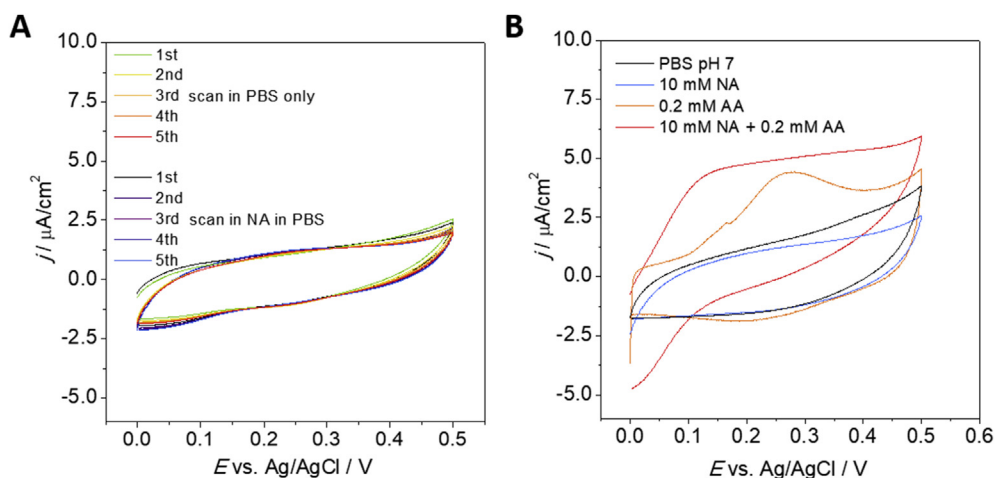 A
10.0
7.5
5.0
2.5
0.0
-2.5
-5.0
j / μA/cm²
1st
2nd
3rd scan in PBS only
4th
5th
1st
2nd
3rd scan in NA in PBS
4th
5th
0.0 0.1 0.2 0.3 0.4 0.5
E vs. Ag/AgCl / V
B
10.0
7.5
5.0
2.5
0.0
-2.5
-5.0
j / μA/cm²
PBS pH 7
10 mM NA
0.2 mM AA
10 mM NA + 0.2 mM AA
0.0 0.1 0.2 0.3 0.4 0.5 0.6
E vs. Ag/AgCl / V